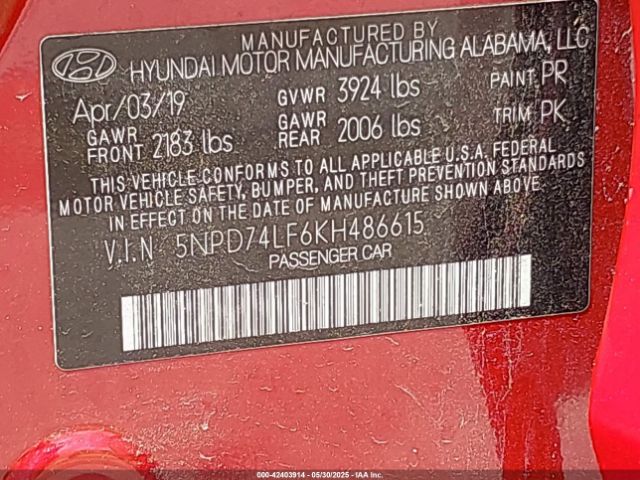 MANUFACTURED BY
HYUNDAI MOTOR MANUFACTURING ALABAMA, LLC
Apr/03/19 GVWR 3924 lbs PAINT PR
GAWR FRONT 2183 lbs GAWR REAR 2006 lbs TRIM PK
THIS VEHICLE CONFORMS TO ALL APPLICABLE U.S.A. FEDERAL
MOTOR VEHICLE SAFETY, BUMPER, AND THEFT PREVENTION STANDARDS
IN EFFECT ON THE DATE OF MANUFACTURE SHOWN ABOVE.
V.I.N 5NPD74LF6KH486615
PASSENGER CAR
000-42403914 - 05/30/2025 - IAA Inc.